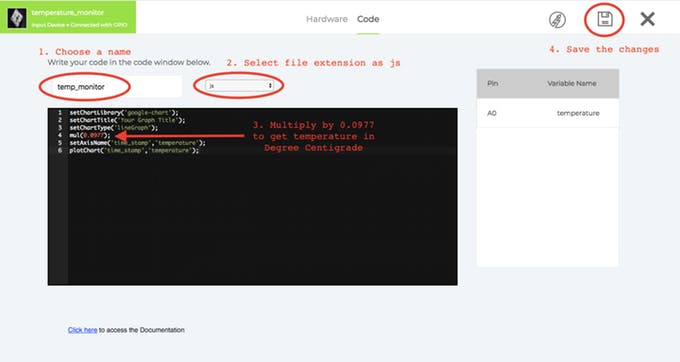 temperature_monitor
Input Device • Connected with GPIO
Hardware Code
1. Choose a name
Write your code in the code window below.
2. Select file extension as js
4. Save the changes
temp_monitor
js
Pin Variable Name
A0 temperature
1 setChartLibrary('google-chart');
2 setChartTitle('Your Graph Title');
3 setChartType('lineGraph');
4 mul(0.0977);
5 setAxisName('time_stamp','temperature');
6 plotChart('time_stamp','temperature');
3. Multiply by 0.0977
to get temperature in
Degree Centigrade
Click here to access the Documentation